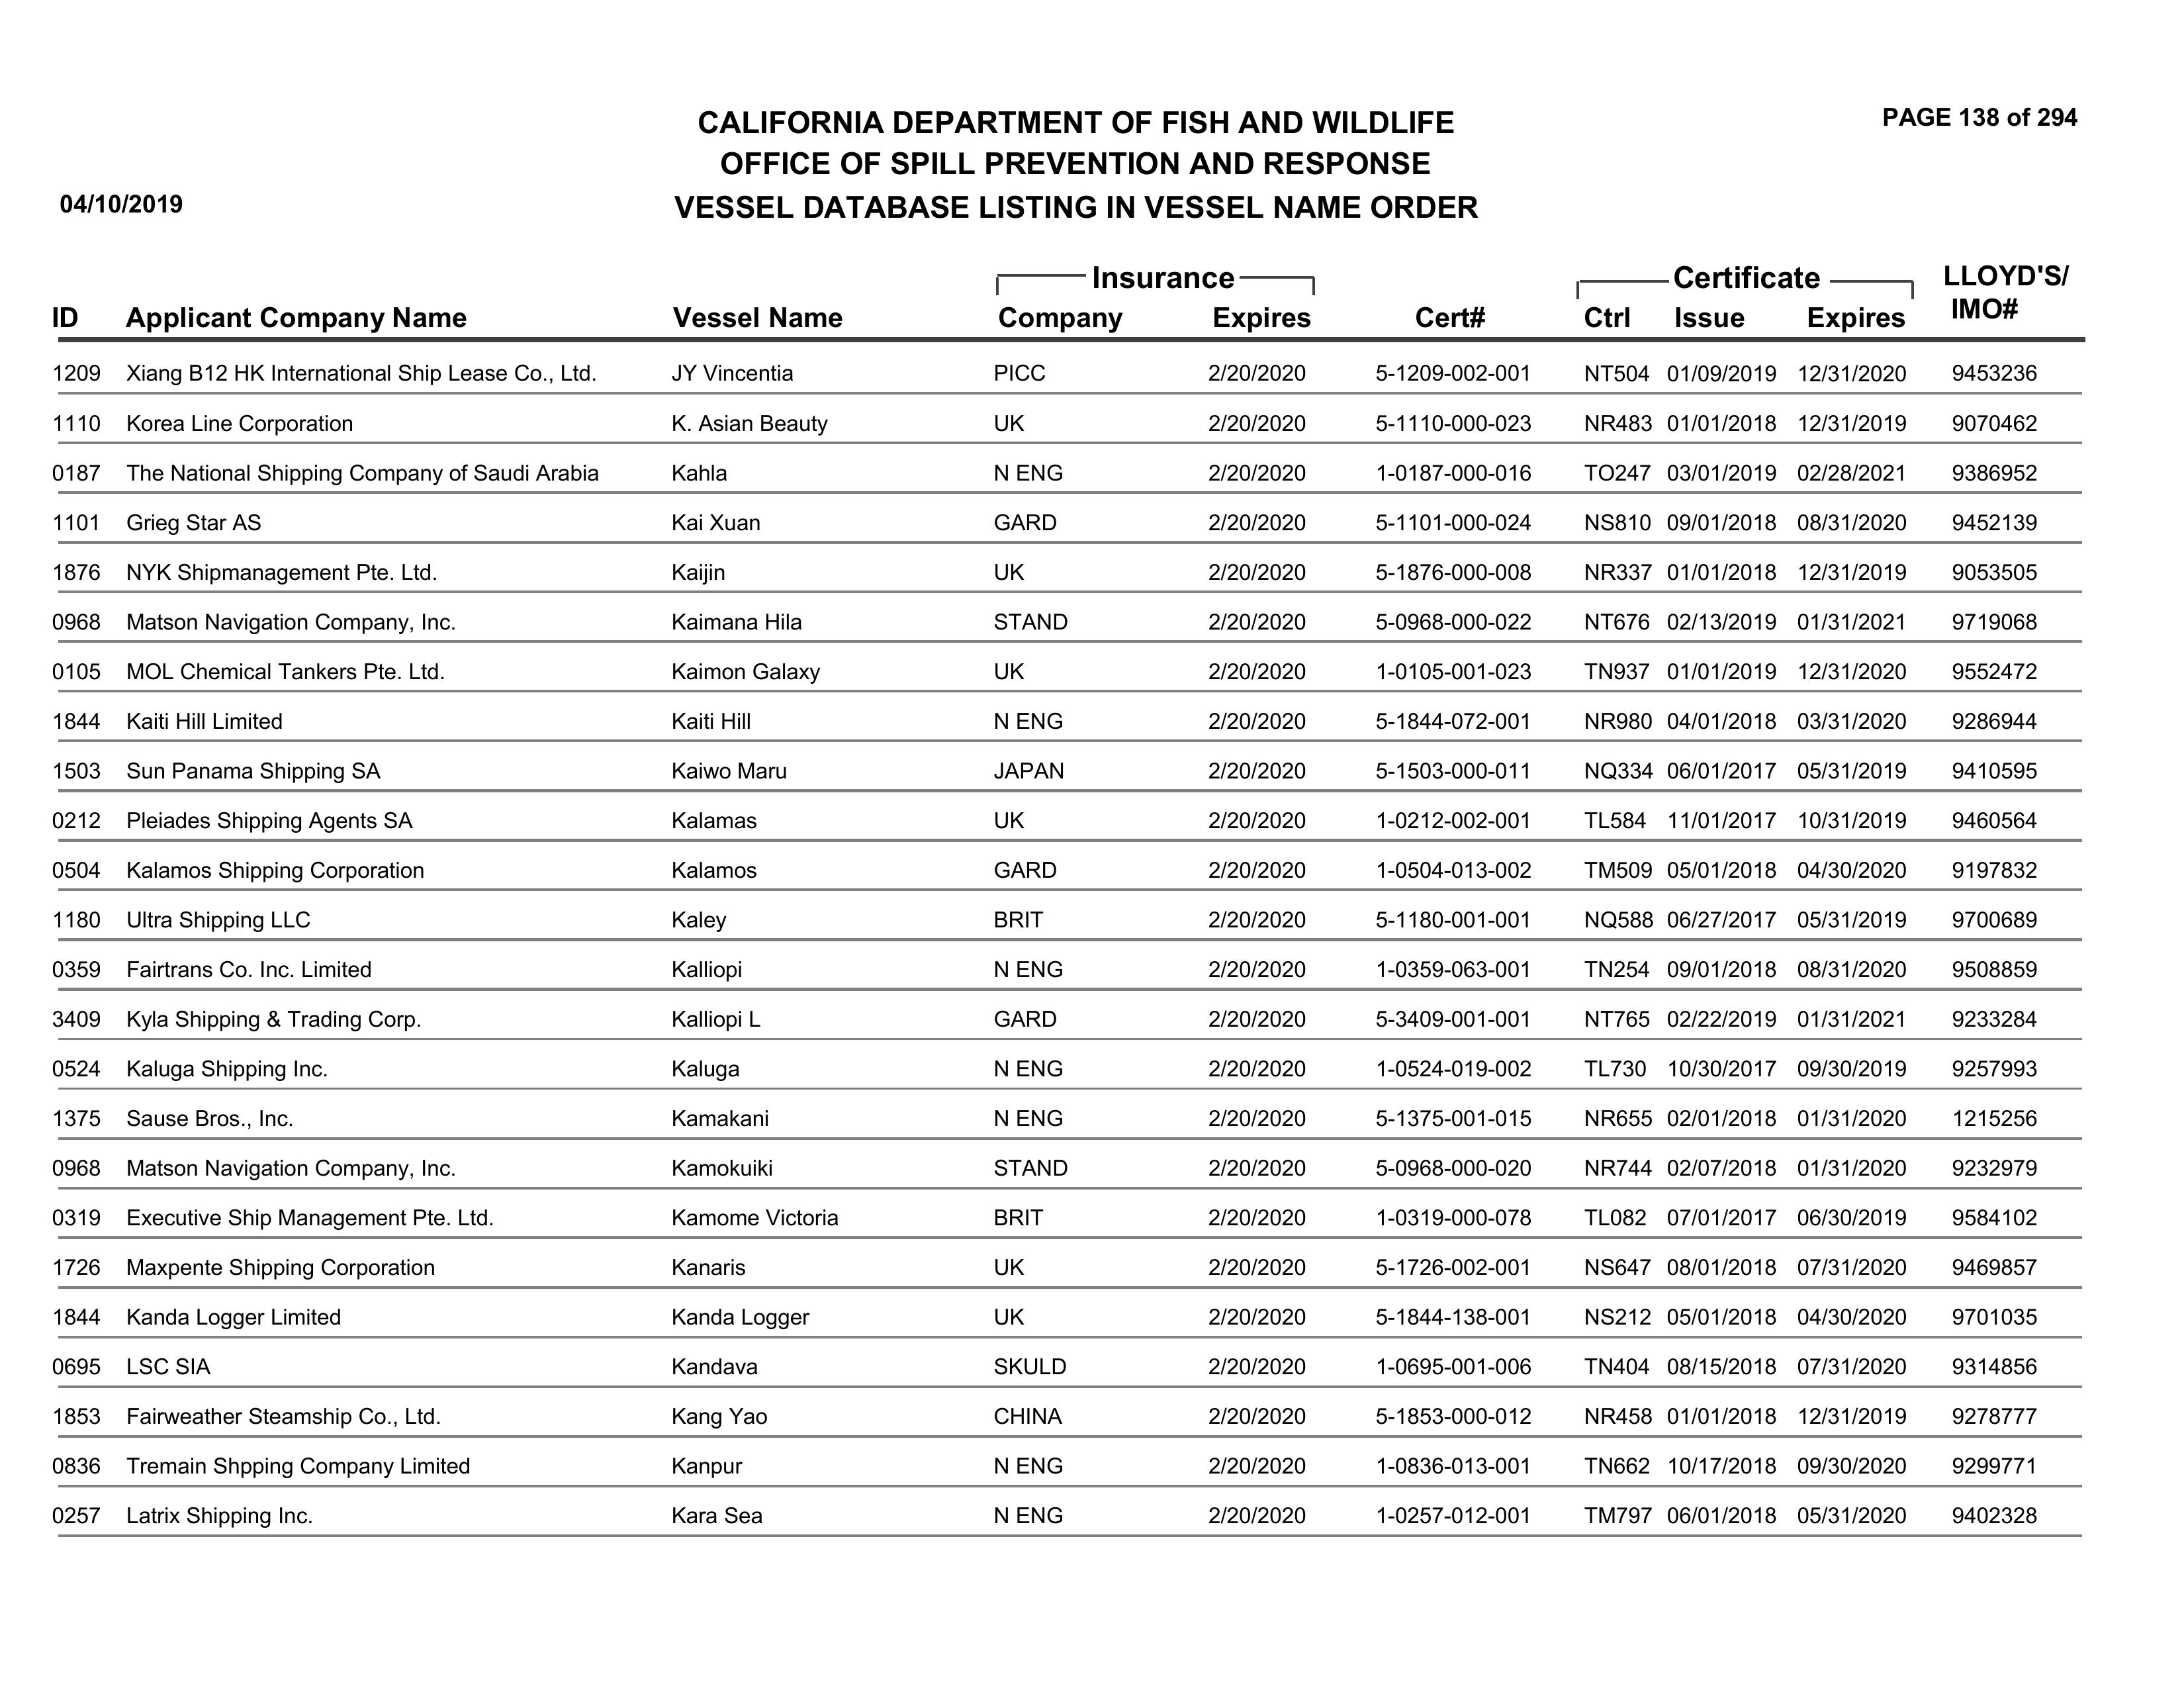 PAGE 138 of 294
CALIFORNIA DEPARTMENT OF FISH AND WILDLIFE
OFFICE OF SPILL PREVENTION AND RESPONSE
04/10/2019 VESSEL DATABASE LISTING IN VESSEL NAME ORDER
Insurance Certificate LLOYD'S/
ID Applicant Company Name Vessel Name Company Expires Cert# Ctrl Issue Expires IMO#
1209 Xiang B12 HK International Ship Lease Co., Ltd. JY Vincentia PICC 2/20/2020 5-1209-002-001 NT504 01/09/2019 12/31/2020 9453236
1110 Korea Line Corporation K. Asian Beauty UK 2/20/2020 5-1110-000-023 NR483 01/01/2018 12/31/2019 9070462
0187 The National Shipping Company of Saudi Arabia Kahla N ENG 2/20/2020 1-0187-000-016 TO247 03/01/2019 02/28/2021 9386952
1101 Grieg Star AS Kai Xuan GARD 2/20/2020 5-1101-000-024 NS810 09/01/2018 08/31/2020 9452139
1876 NYK Shipmanagement Pte. Ltd. Kaijin UK 2/20/2020 5-1876-000-008 NR337 01/01/2018 12/31/2019 9053505
0968 Matson Navigation Company, Inc. Kaimana Hila STAND 2/20/2020 5-0968-000-022 NT676 02/13/2019 01/31/2021 9719068
0105 MOL Chemical Tankers Pte. Ltd. Kaimon Galaxy UK 2/20/2020 1-0105-001-023 TN937 01/01/2019 12/31/2020 9552472
1844 Kaiti Hill Limited Kaiti Hill N ENG 2/20/2020 5-1844-072-001 NR980 04/01/2018 03/31/2020 9286944
1503 Sun Panama Shipping SA Kaiwo Maru JAPAN 2/20/2020 5-1503-000-011 NQ334 06/01/2017 05/31/2019 9410595
0212 Pleiades Shipping Agents SA Kalamas UK 2/20/2020 1-0212-002-001 TL584 11/01/2017 10/31/2019 9460564
0504 Kalamos Shipping Corporation Kalamos GARD 2/20/2020 1-0504-013-002 TM509 05/01/2018 04/30/2020 9197832
1180 Ultra Shipping LLC Kaley BRIT 2/20/2020 5-1180-001-001 NQ588 06/27/2017 05/31/2019 9700689
0359 Fairtrans Co. Inc. Limited Kalliopi N ENG 2/20/2020 1-0359-063-001 TN254 09/01/2018 08/31/2020 9508859
3409 Kyla Shipping & Trading Corp. Kalliopi L GARD 2/20/2020 5-3409-001-001 NT765 02/22/2019 01/31/2021 9233284
0524 Kaluga Shipping Inc. Kaluga N ENG 2/20/2020 1-0524-019-002 TL730 10/30/2017 09/30/2019 9257993
1375 Sause Bros., Inc. Kamakani N ENG 2/20/2020 5-1375-001-015 NR655 02/01/2018 01/31/2020 1215256
0968 Matson Navigation Company, Inc. Kamokuiki STAND 2/20/2020 5-0968-000-020 NR744 02/07/2018 01/31/2020 9232979
0319 Executive Ship Management Pte. Ltd. Kamome Victoria BRIT 2/20/2020 1-0319-000-078 TL082 07/01/2017 06/30/2019 9584102
1726 Maxpente Shipping Corporation Kanaris UK 2/20/2020 5-1726-002-001 NS647 08/01/2018 07/31/2020 9469857
1844 Kanda Logger Limited Kanda Logger UK 2/20/2020 5-1844-138-001 NS212 05/01/2018 04/30/2020 9701035
0695 LSC SIA Kandava SKULD 2/20/2020 1-0695-001-006 TN404 08/15/2018 07/31/2020 9314856
1853 Fairweather Steamship Co., Ltd. Kang Yao CHINA 2/20/2020 5-1853-000-012 NR458 01/01/2018 12/31/2019 9278777
0836 Tremain Shpping Company Limited Kanpur N ENG 2/20/2020 1-0836-013-001 TN662 10/17/2018 09/30/2020 9299771
0257 Latrix Shipping Inc. Kara Sea N ENG 2/20/2020 1-0257-012-001 TM797 06/01/2018 05/31/2020 9402328